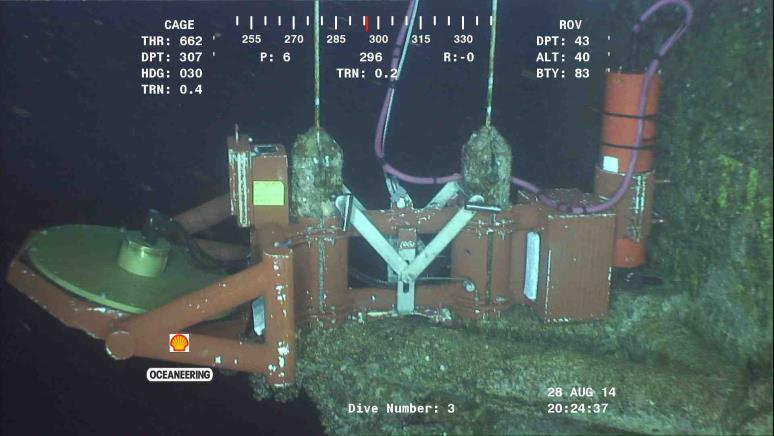 CAGE
THR: 662 '
DPT: 307 '
HDG: 030
TRN: 0.4
255 270 285 300 315 330
P: 6 296 R:-0
TRN: 0.2
ROV
DPT: 43 '
ALT: 40 '
BTY: 83
OCEANEERING
28 AUG 14
Dive Number: 3 20:24:37